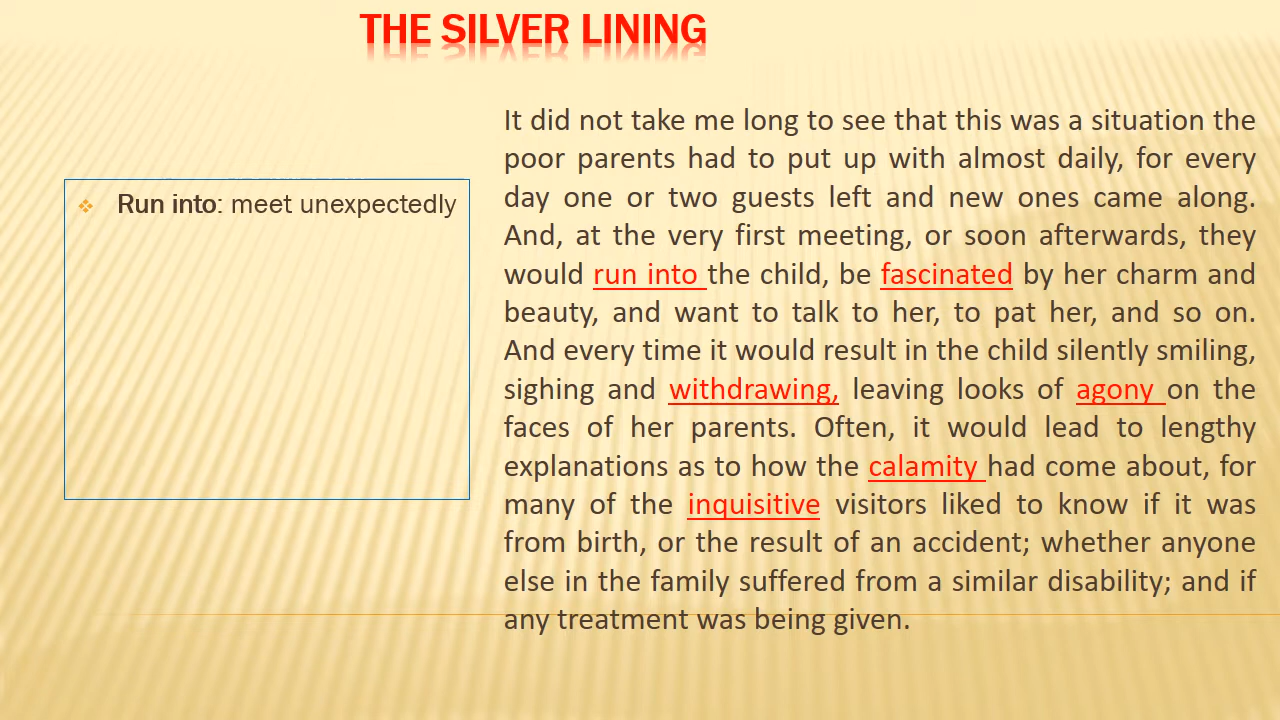 THE SILVER LINING
❖ Run into: meet unexpectedly
It did not take me long to see that this was a situation the
poor parents had to put up with almost daily, for every
day one or two guests left and new ones came along.
And, at the very first meeting, or soon afterwards, they
would run into the child, be fascinated by her charm and
beauty, and want to talk to her, to pat her, and so on.
And every time it would result in the child silently smiling,
sighing and withdrawing, leaving looks of agony on the
faces of her parents. Often, it would lead to lengthy
explanations as to how the calamity had come about, for
many of the inquisitive visitors liked to know if it was
from birth, or the result of an accident; whether anyone
else in the family suffered from a similar disability; and if
any treatment was being given.